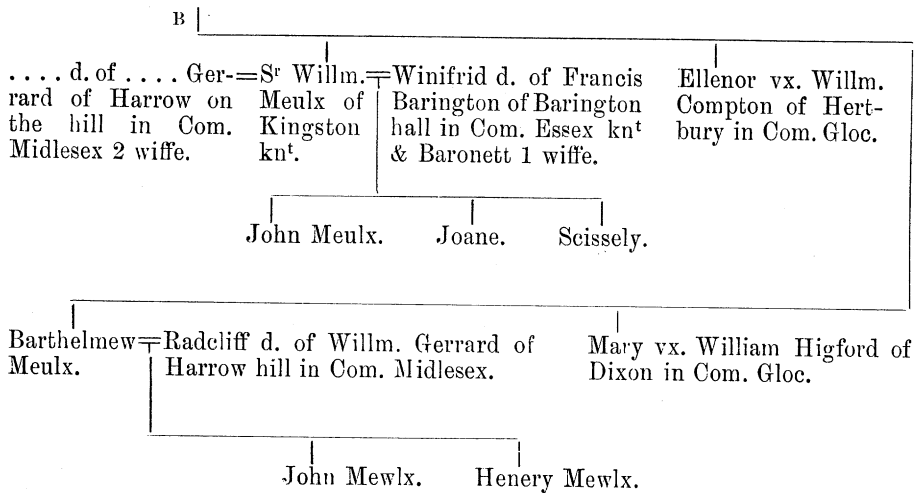 B
. . . . d. of . . . . Ger-
rard of Harrow on
the hill in Com.
Midlesex 2 wiffe.
=
Sʳ Willm.
Meulx of
Kingston
knᵗ.
=
Winifrid d. of Francis
Barington of Barington
hall in Com. Essex knᵗ
& Baronett 1 wiffe.
Ellenor vx. Willm.
Compton of Hert-
bury in Com. Gloc.
John Meulx.
Joane.
Scissely.
Barthelmew
Meulx.
=
Radcliff d. of Willm. Gerrard of
Harrow hill in Com. Midlesex.
Mary vx. William Higford of
Dixon in Com. Gloc.
John Mewlx.
Henery Mewlx.